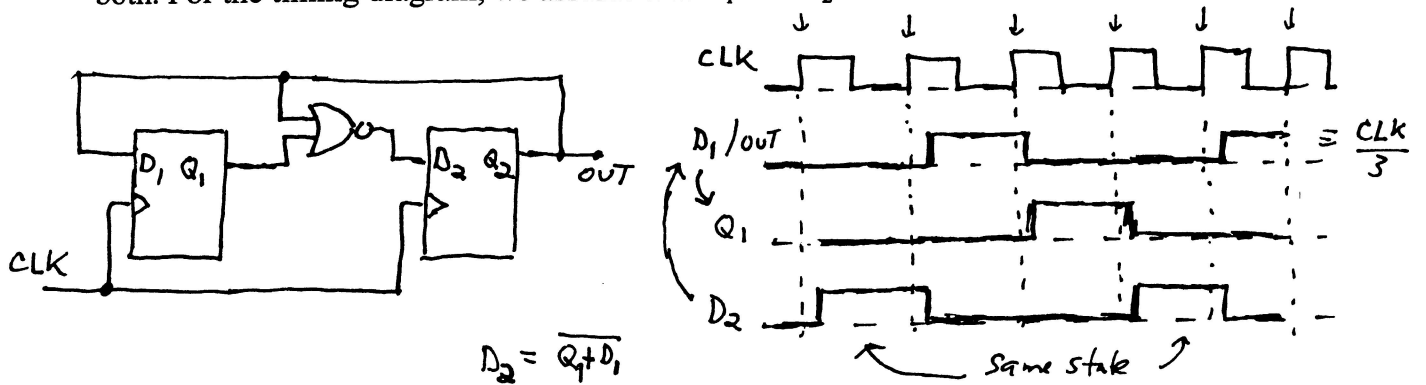 both. For the timing diagram, we
CLK
D₁ Q₁
D₂ Q₂
OUT
CLK
D₂ = \overline{Q₁+D₁}
D₁/OUT
≡ CLK/3
Q₁
D₂
same state